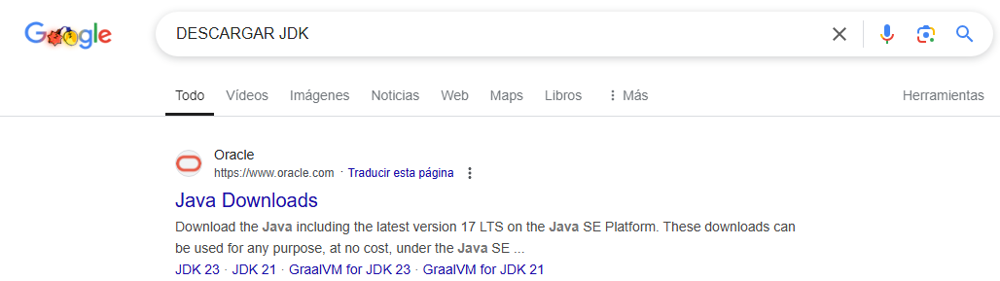 Google
DESCARGAR JDK
Todo Vídeos Imágenes Noticias Web Maps Libros Más Herramientas
Oracle
https://www.oracle.com · Traducir esta página
Java Downloads
Download the Java including the latest version 17 LTS on the Java SE Platform. These downloads can
be used for any purpose, at no cost, under the Java SE ...
JDK 23 · JDK 21 · GraalVM for JDK 23 · GraalVM for JDK 21